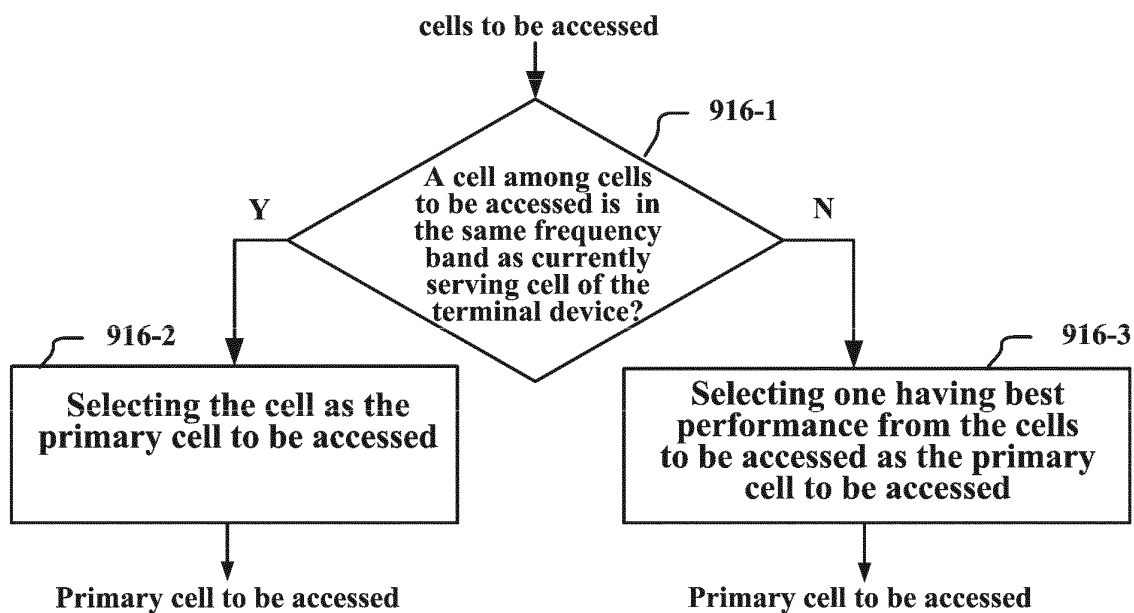 cells to be accessed
916-1
A cell among cells
to be accessed is in
the same frequency
band as currently
serving cell of the
terminal device?
Y
N
916-2
916-3
Selecting the cell as the
primary cell to be accessed
Selecting one having best
performance from the cells
to be accessed as the primary
cell to be accessed
Primary cell to be accessed
Primary cell to be accessed